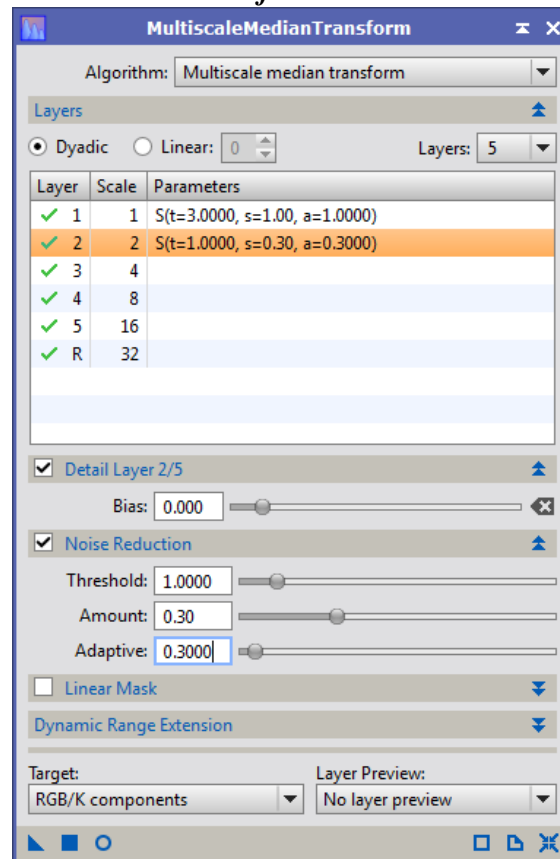 MultiscaleMedianTransform
Algorithm: Multiscale median transform
Layers
Dyadic Linear: 0 Layers: 5
Layer Scale Parameters
1 1 S(t=3.0000, s=1.00, a=1.0000)
2 2 S(t=1.0000, s=0.30, a=0.3000)
3 4
4 8
5 16
R 32
Detail Layer 2/5
Bias: 0.000
Noise Reduction
Threshold: 1.0000
Amount: 0.30
Adaptive: 0.3000
Linear Mask
Dynamic Range Extension
Target: Layer Preview:
RGB/K components No layer preview